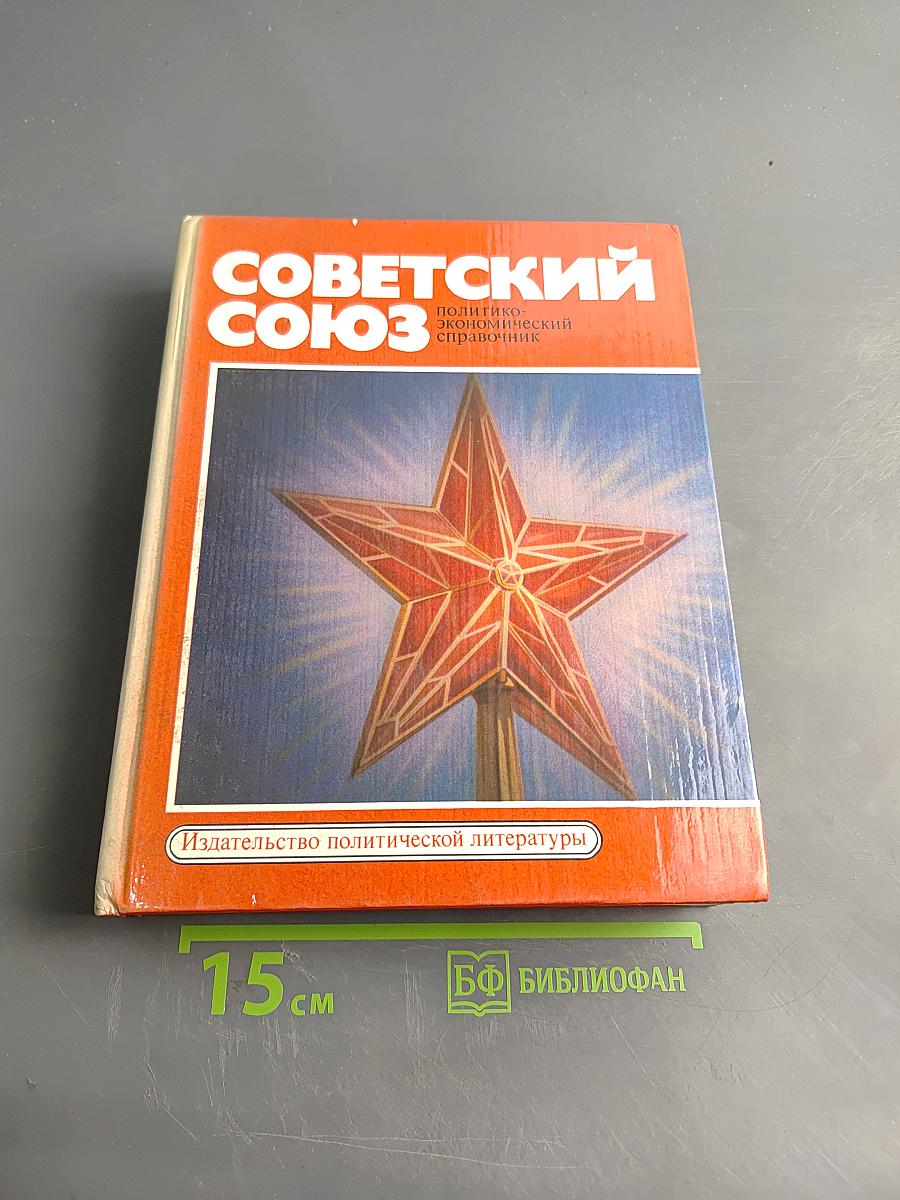 СОВЕТСКИЙ
СОЮЗ
политико-
экономический
справочник
Издательство политической литературы
15 см
БФ БИБЛИОФАН